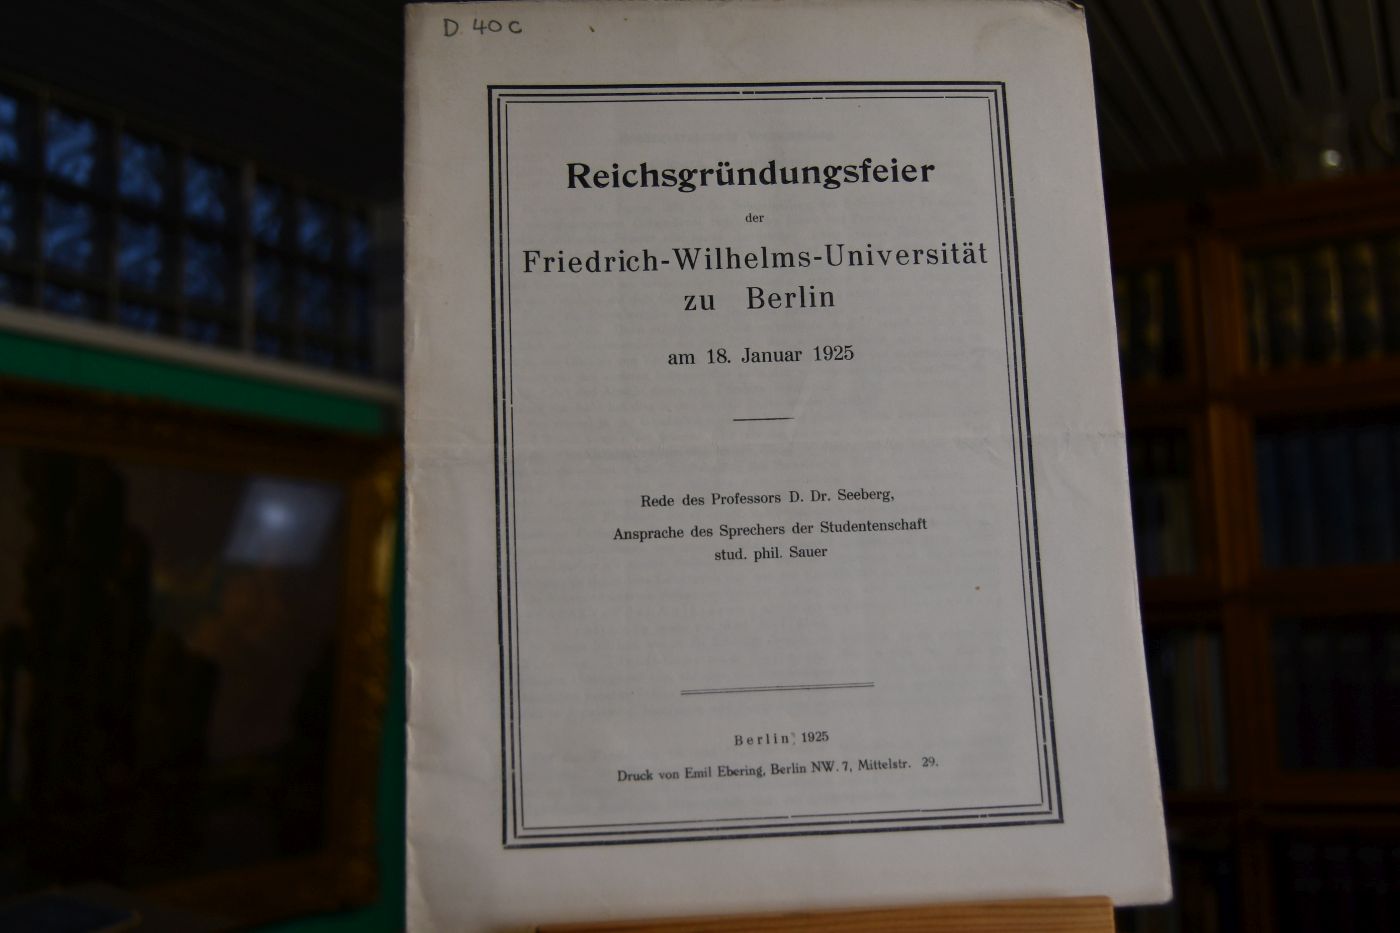 D. 40 c
Reichsgründungsfeier
der
Friedrich-Wilhelms-Universität
zu Berlin
am 18. Januar 1925
Rede des Professors D. Dr. Seeberg,
Ansprache des Sprechers der Studentenschaft
stud. phil. Sauer
Berlin, 1925
Druck von Emil Ebering, Berlin NW. 7, Mittelstr. 29.